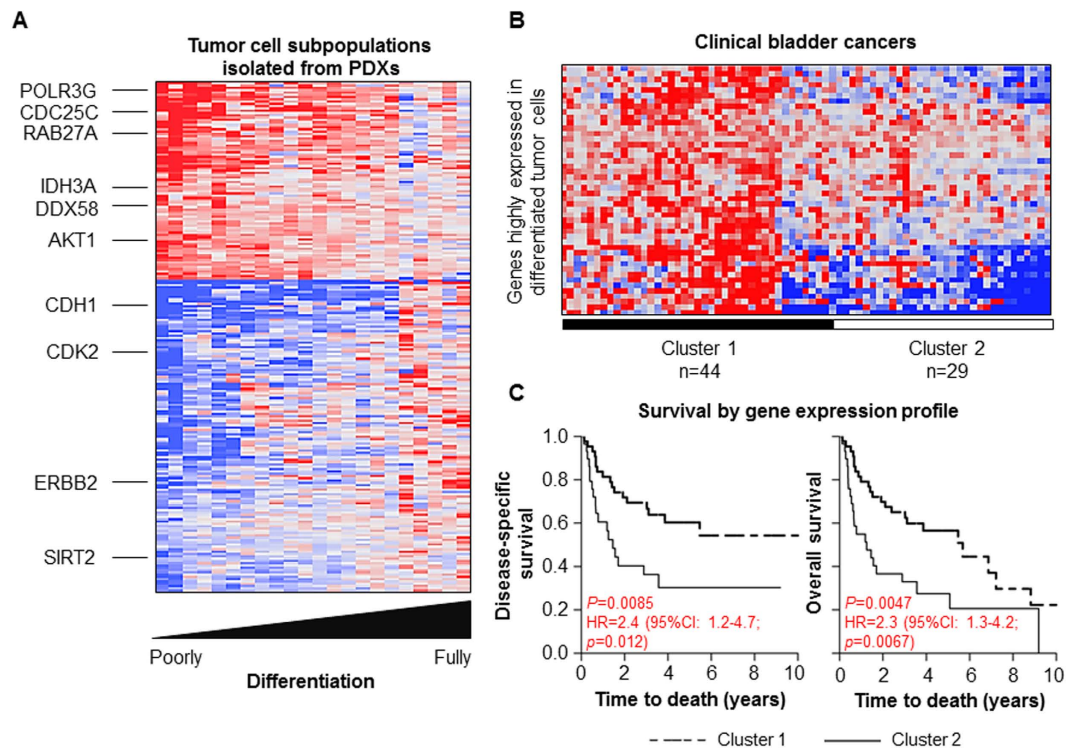 A
Tumor cell subpopulations
isolated from PDXs
POLR3G
CDC25C
RAB27A
IDH3A
DDX58
AKT1
CDH1
CDK2
ERBB2
SIRT2
Poorly
Fully
Differentiation
B
Clinical bladder cancers
Genes highly expressed in
differentiated tumor cells
Cluster 1
n=44
Cluster 2
n=29
C
Survival by gene expression profile
Disease-specific
survival
1.0
0.8
0.6
0.4
0.2
0.0
P=0.0085
HR=2.4 (95%CI: 1.2-4.7;
p=0.012)
0 2 4 6 8 10
Time to death (years)
Overall survival
1.0
0.8
0.6
0.4
0.2
0.0
P=0.0047
HR=2.3 (95%CI: 1.3-4.2;
p=0.0067)
0 2 4 6 8 10
Time to death (years)
Cluster 1
Cluster 2